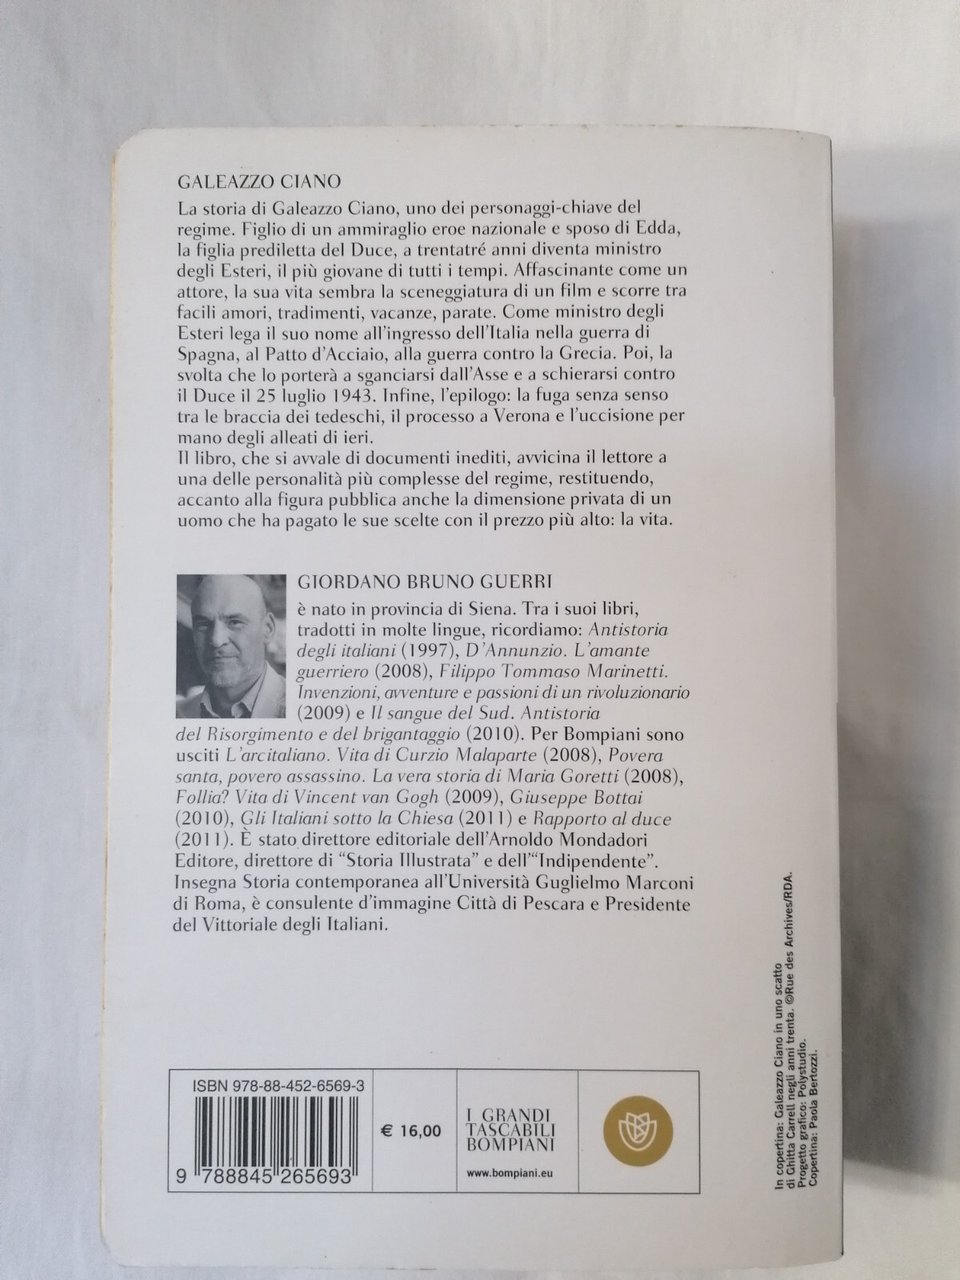 GALEAZZO CIANO
La storia di Galeazzo Ciano, uno dei personaggi-chiave del
regime. Figlio di un ammiraglio eroe nazionale e sposo di Edda,
la figlia prediletta del Duce, a trentatré anni diventa ministro
degli Esteri, il più giovane di tutti i tempi. Affascinante come un
attore, la sua vita sembra la sceneggiatura di un film e scorre tra
facili amori, tradimenti, vacanze, parate. Come ministro degli
Esteri lega il suo nome all'ingresso dell'Italia nella guerra di
Spagna, al Patto d'Acciaio, alla guerra contro la Grecia. Poi, la
svolta che lo porterà a sganciarsi dall'Asse e a schierarsi contro
il Duce il 25 luglio 1943. Infine, l'epilogo: la fuga senza senso
tra le braccia dei tedeschi, il processo a Verona e l'uccisione per
mano degli alleati di ieri.
Il libro, che si avvale di documenti inediti, avvicina il lettore a
una delle personalità più complesse del regime, restituendo,
accanto alla figura pubblica anche la dimensione privata di un
uomo che ha pagato le sue scelte con il prezzo più alto: la vita.
GIORDANO BRUNO GUERRI
è nato in provincia di Siena. Tra i suoi libri,
tradotti in molte lingue, ricordiamo: Antistoria
degli italiani (1997), D'Annunzio. L'amante
guerriero (2008), Filippo Tommaso Marinetti.
Invenzioni, avventure e passioni di un rivoluzionario
(2009) e Il sangue del Sud. Antistoria
del Risorgimento e del brigantaggio (2010). Per Bompiani sono
usciti L'arcitaliano. Vita di Curzio Malaparte (2008), Povera
santa, povero assassino. La vera storia di Maria Goretti (2008),
Follia? Vita di Vincent van Gogh (2009), Giuseppe Bottai
(2010), Gli Italiani sotto la Chiesa (2011) e Rapporto al duce
(2011). È stato direttore editoriale dell'Arnoldo Mondadori
Editore, direttore di “Storia Illustrata” e dell'“Indipendente”.
Insegna Storia contemporanea all'Università Guglielmo Marconi
di Roma, è consulente d'immagine Città di Pescara e Presidente
del Vittoriale degli Italiani.
ISBN 978-88-452-6569-3
9 788845 265693
€ 16,00
I GRANDI
TASCABILI
BOMPIANI
www.bompiani.eu
In copertina: Galeazzo Ciano in uno scatto
di Ghitta Carrell negli anni trenta. ©Rue des Archives/RDA.
Progetto grafico: Polystudio.
Copertina: Paola Bertozzi.